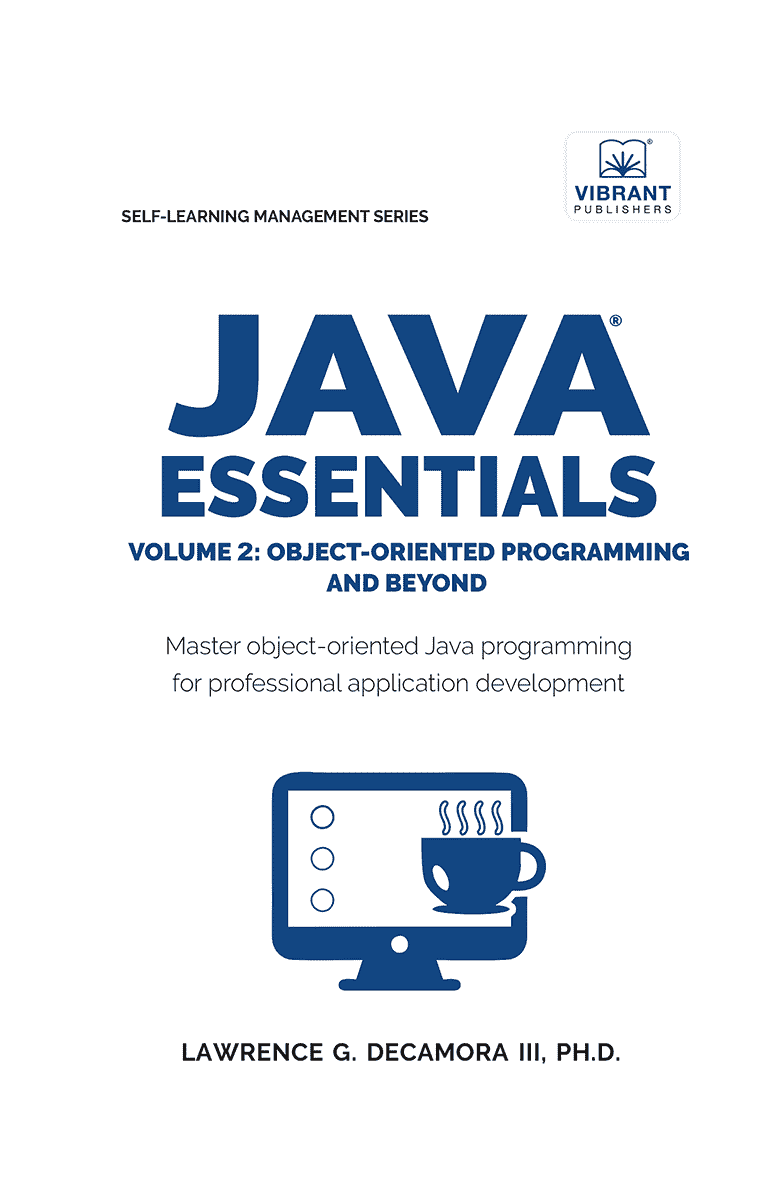 VIBRANT
PUBLISHERS
SELF-LEARNING MANAGEMENT SERIES
JAVA®
ESSENTIALS
VOLUME 2: OBJECT-ORIENTED PROGRAMMING
AND BEYOND
Master object-oriented Java programming
for professional application development
LAWRENCE G. DECAMORA III, PH.D.